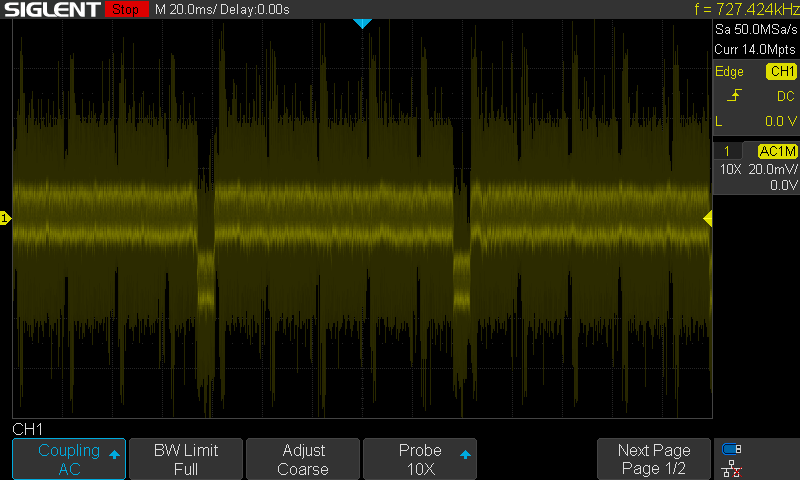 SIGLENT Stop M 20.0ms/ Delay:0.00s f = 727.424kHz
Sa 50.0MSa/s
Curr 14.0Mpts
Edge CH1
DC
L 0.0 V
1 AC1M
10X 20.0mV/
0.0V
1
CH1
Coupling
AC
BW Limit
Full
Adjust
Coarse
Probe
10X
Next Page
Page 1/2